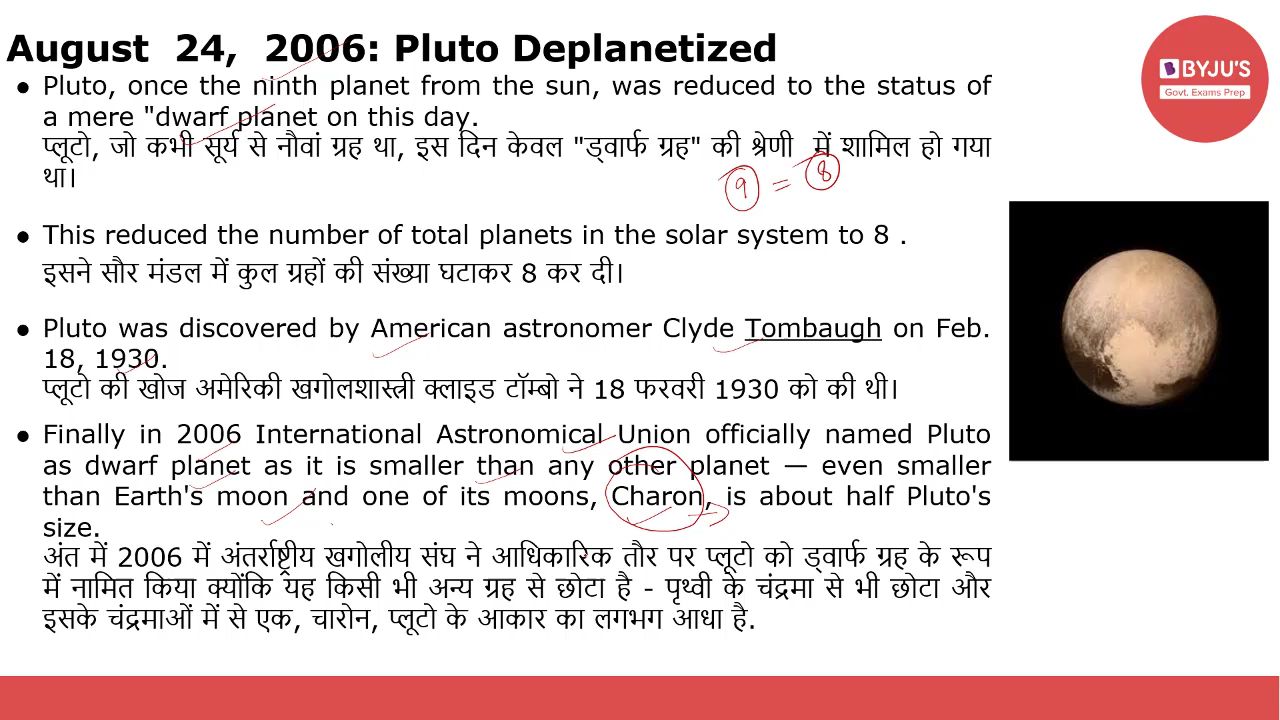 August 24, 2006: Pluto Deplanetized
BYJU'S
Govt. Exams Prep
● Pluto, once the ninth planet from the sun, was reduced to the status of
a mere "dwarf planet on this day.
प्लूटो, जो कभी सूर्य से नौवां ग्रह था, इस दिन केवल "ड्वार्फ ग्रह" की श्रेणी में शामिल हो गया
था।
9 = 8
● This reduced the number of total planets in the solar system to 8 .
इसने सौर मंडल में कुल ग्रहों की संख्या घटाकर 8 कर दी।
● Pluto was discovered by American astronomer Clyde Tombaugh on Feb.
18, 1930.
प्लूटो की खोज अमेरिकी खगोलशास्त्री क्लाइड टॉम्बो ने 18 फरवरी 1930 को की थी।
● Finally in 2006 International Astronomical Union officially named Pluto
as dwarf planet as it is smaller than any other planet — even smaller
than Earth's moon and one of its moons, Charon, is about half Pluto's
size.
अंत में 2006 में अंतर्राष्ट्रीय खगोलीय संघ ने आधिकारिक तौर पर प्लूटो को ड्वार्फ ग्रह के रूप
में नामित किया क्योंकि यह किसी भी अन्य ग्रह से छोटा है - पृथ्वी के चंद्रमा से भी छोटा और
इसके चंद्रमाओं में से एक, चारोन, प्लूटो के आकार का लगभग आधा है.